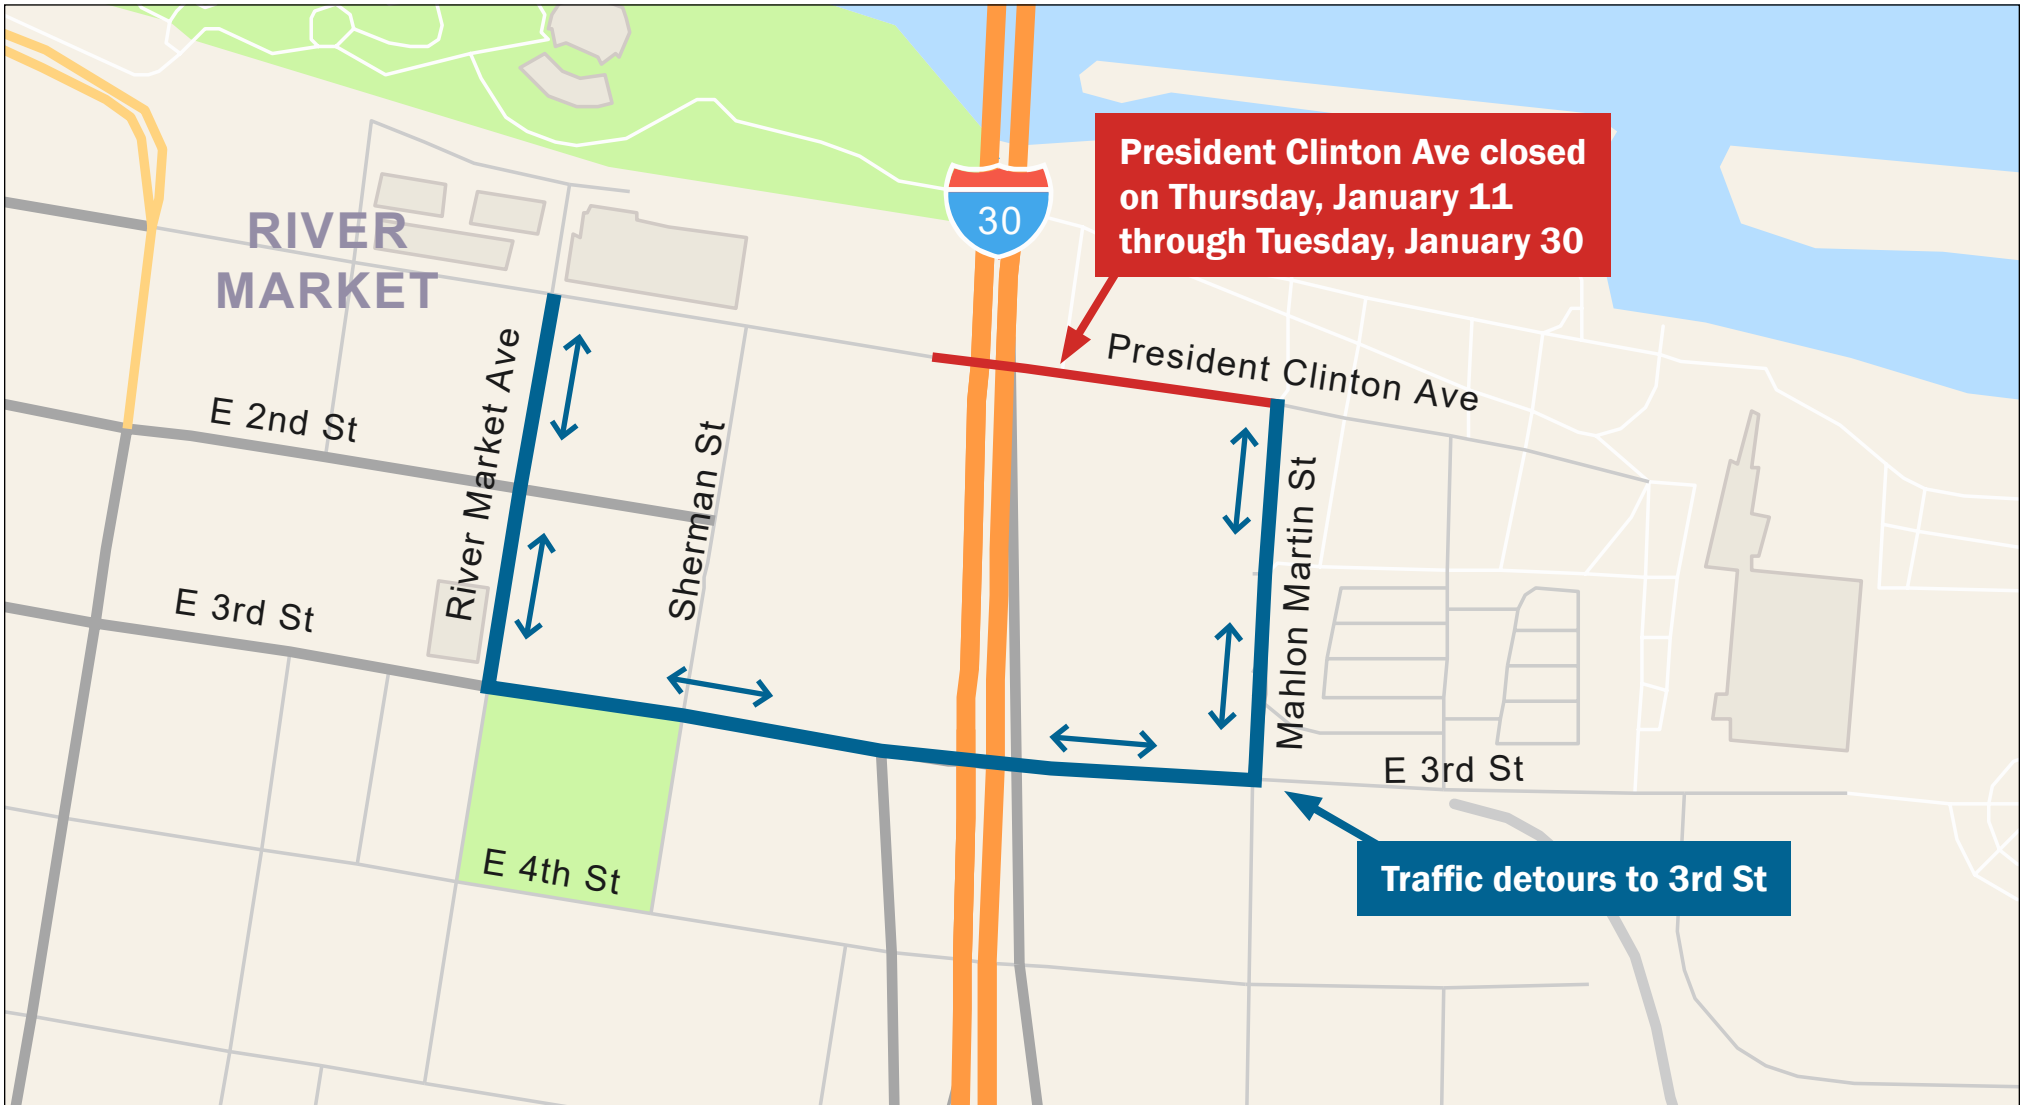 President Clinton Ave closed
on Thursday, January 11
through Tuesday, January 30
30
RIVER
MARKET
President Clinton Ave
E 2nd St
River Market Ave
Sherman St
Mahlon Martin St
E 3rd St
E 3rd St
E 4th St
Traffic detours to 3rd St